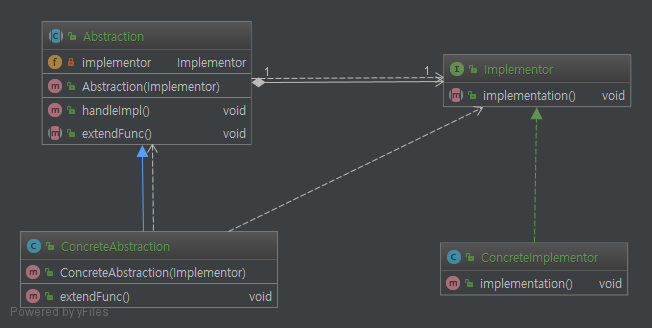 Abstraction
implementor Implementor
Abstraction(Implementor)
handleImpl() void
extendFunc() void
1
1
Implementor
implementation() void
ConcreteAbstraction
ConcreteAbstraction(Implementor)
extendFunc() void
ConcreteImplementor
implementation() void
Powered by yFiles